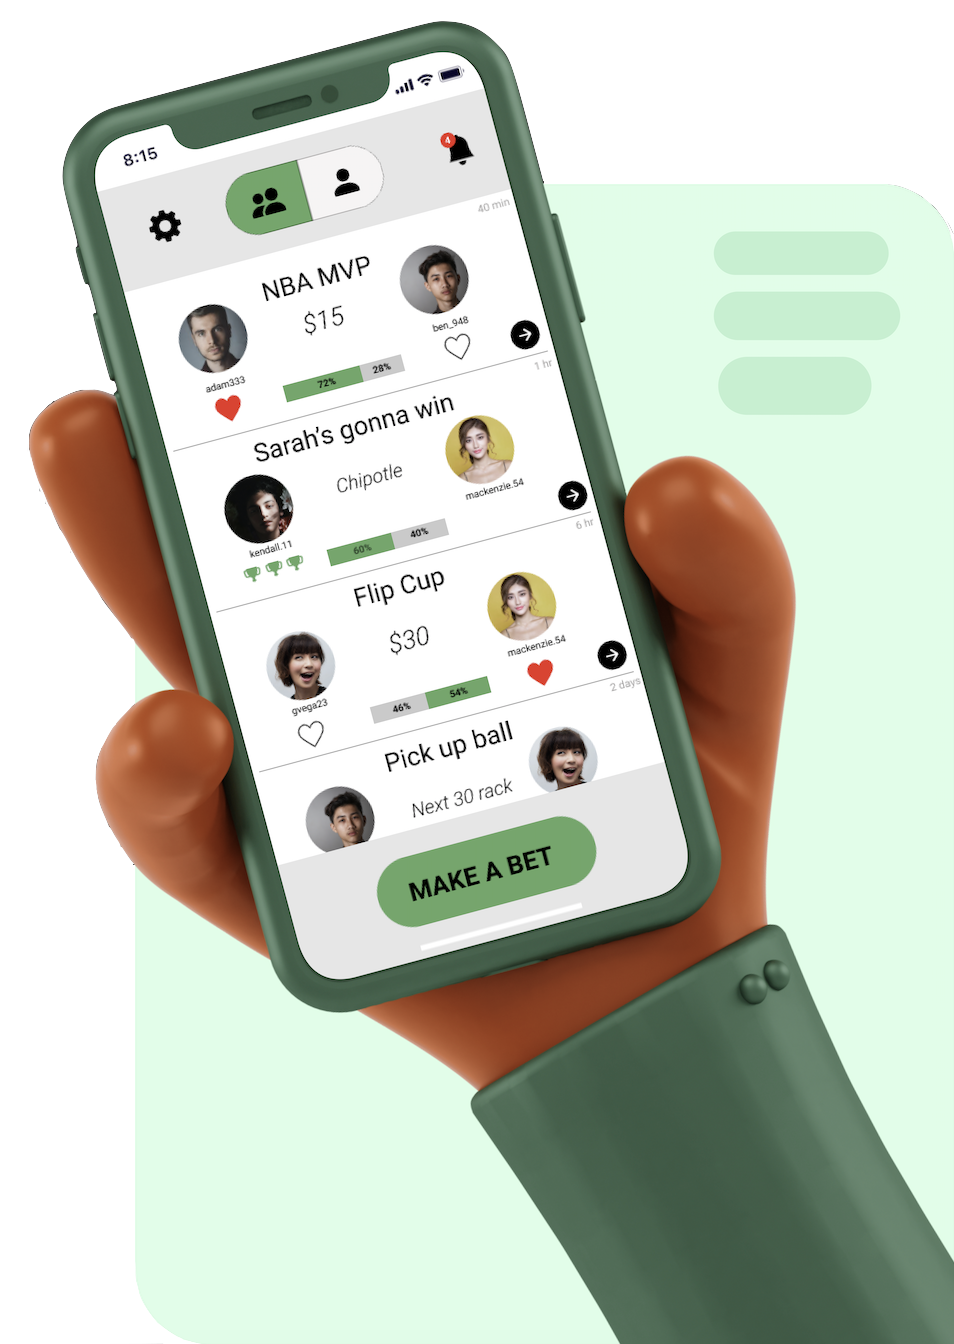 8:15
4
40 min
NBA MVP
$15
adam333
ben_948
72% 28%
1 hr
Sarah's gonna win
Chipotle
kendall.11
mackenzie.54
60% 40%
6 hr
Flip Cup
$30
gvega23
mackenzie.54
46% 54%
2 days
Pick up ball
Next 30 rack
MAKE A BET